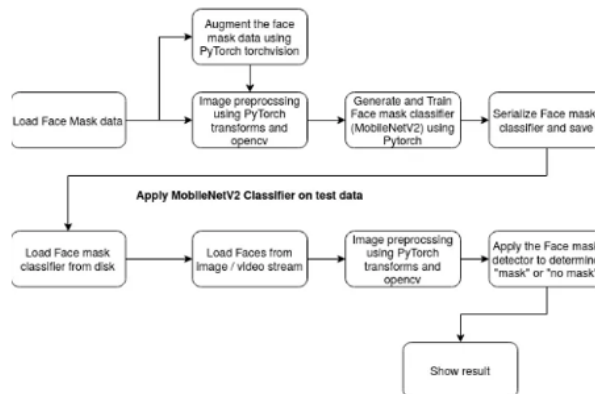 Augment the face
mask data using
PyTorch torchvision
Load Face Mask data
Image preprocssing
using PyTorch
transforms and
opencv
Generate and Train
Face mask classifier
(MobileNetV2) using
Pytorch
Serialize Face mask
classifier and save
Apply MobileNetV2 Classifier on test data
Load Face mask
classifier from disk
Load Faces from
image / video stream
Image preprocssing
using PyTorch
transforms and
opencv
Apply the Face mask
detector to determine
"mask" or "no mask"
Show result